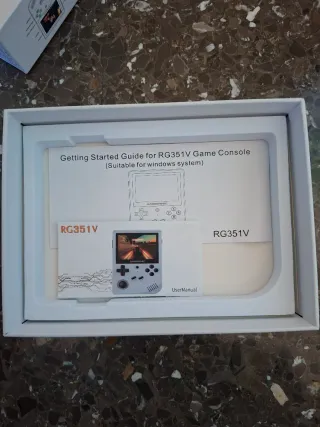 Getting Started Guide for RG351V Game Console
(Suitable for windows system)
RG351V
RG351V
UserManual